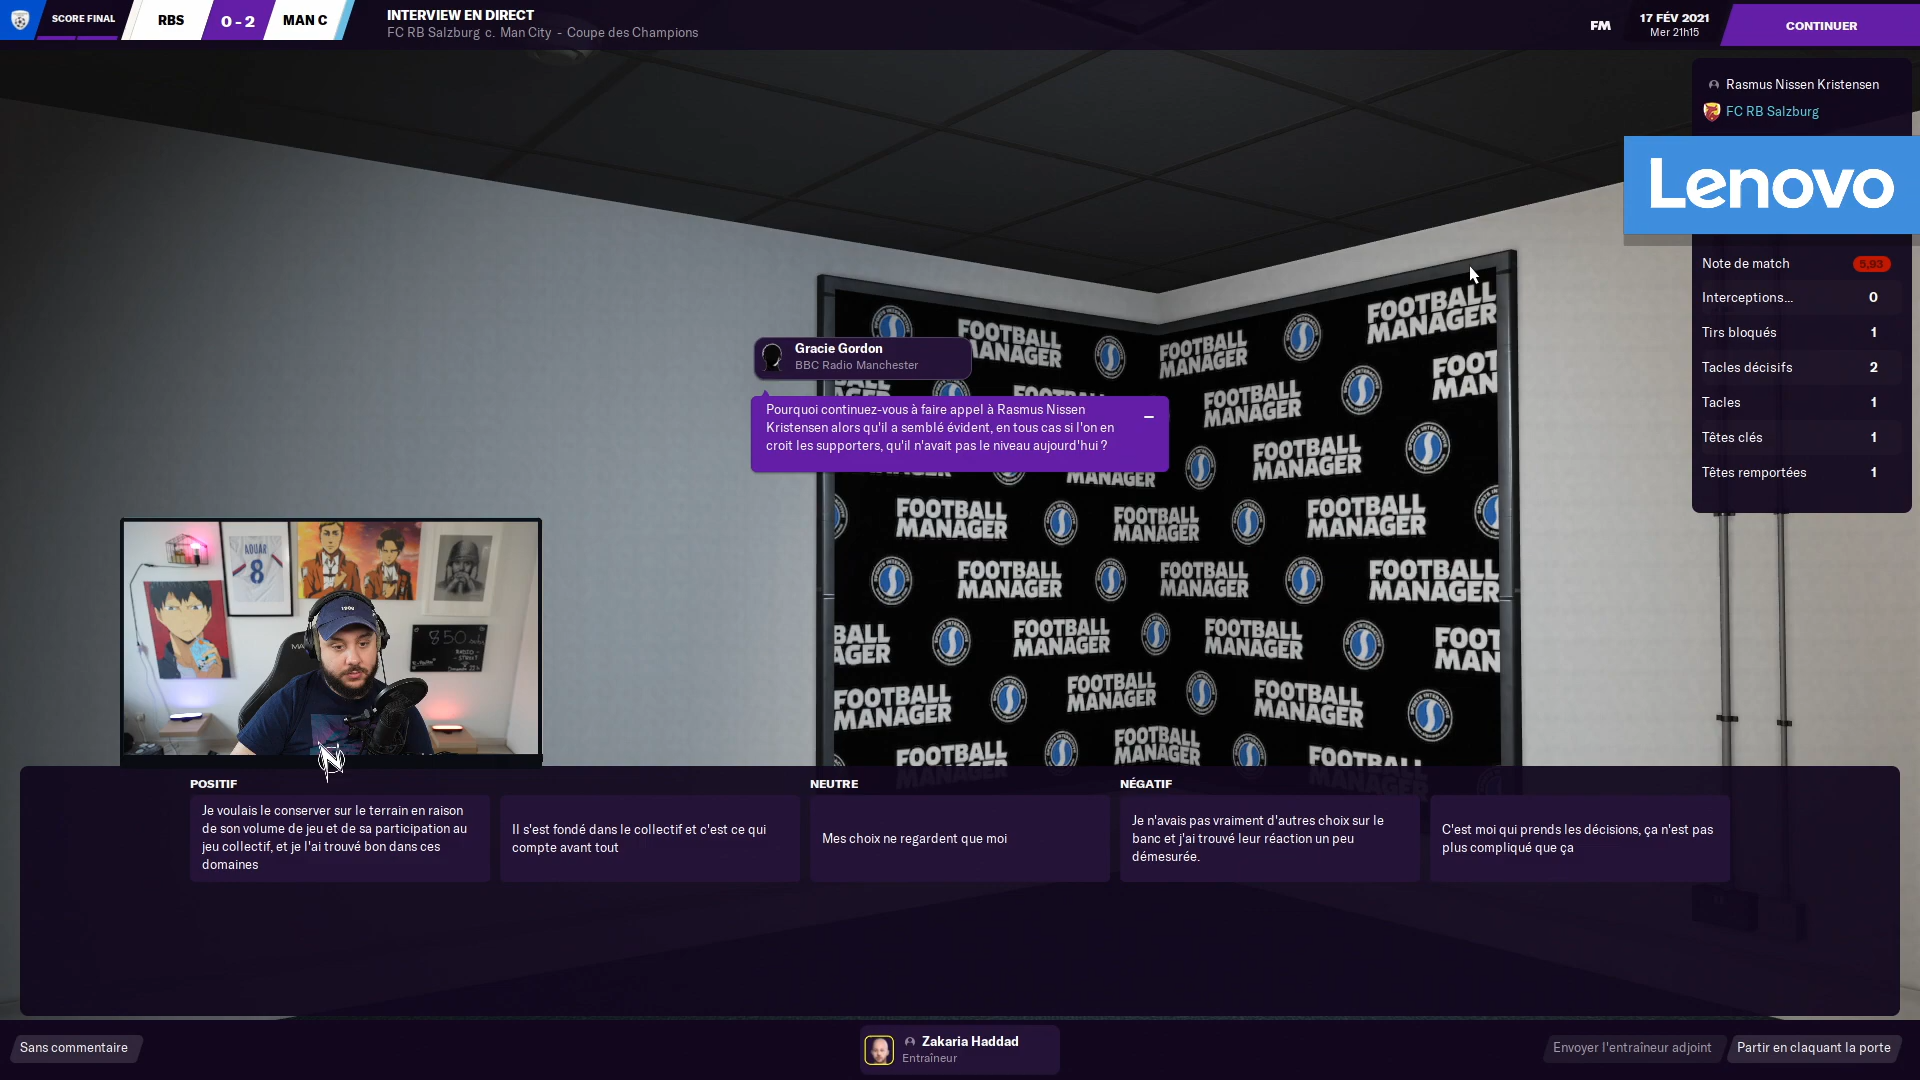 SCORE FINAL
RBS
0 - 2
MAN C
INTERVIEW EN DIRECT
FC RB Salzburg c. Man City - Coupe des Champions
FM
17 FÉV 2021
Mer 21h15
CONTINUER
Rasmus Nissen Kristensen
FC RB Salzburg
Lenovo
Note de match
5,93
Interceptions...
0
Tirs bloqués
1
Tacles décisifs
2
Tacles
1
Têtes clés
1
Têtes remportées
1
Gracie Gordon
BBC Radio Manchester
Pourquoi continuez-vous à faire appel à Rasmus Nissen
Kristensen alors qu'il a semblé évident, en tous cas si l'on en
croit les supporters, qu'il n'avait pas le niveau aujourd'hui ?
FOOTBALL
MANAGER
AOUAR
8
850
RADIO -
STREET
POSITIF
Je voulais le conserver sur le terrain en raison
de son volume de jeu et de sa participation au
jeu collectif, et je l'ai trouvé bon dans ces
domaines
Il s'est fondé dans le collectif et c'est ce qui
compte avant tout
NEUTRE
Mes choix ne regardent que moi
NÉGATIF
Je n'avais pas vraiment d'autres choix sur le
banc et j'ai trouvé leur réaction un peu
démesurée.
C'est moi qui prends les décisions, ça n'est pas
plus compliqué que ça
Sans commentaire
Zakaria Haddad
Entraîneur
Envoyer l'entraîneur adjoint
Partir en claquant la porte